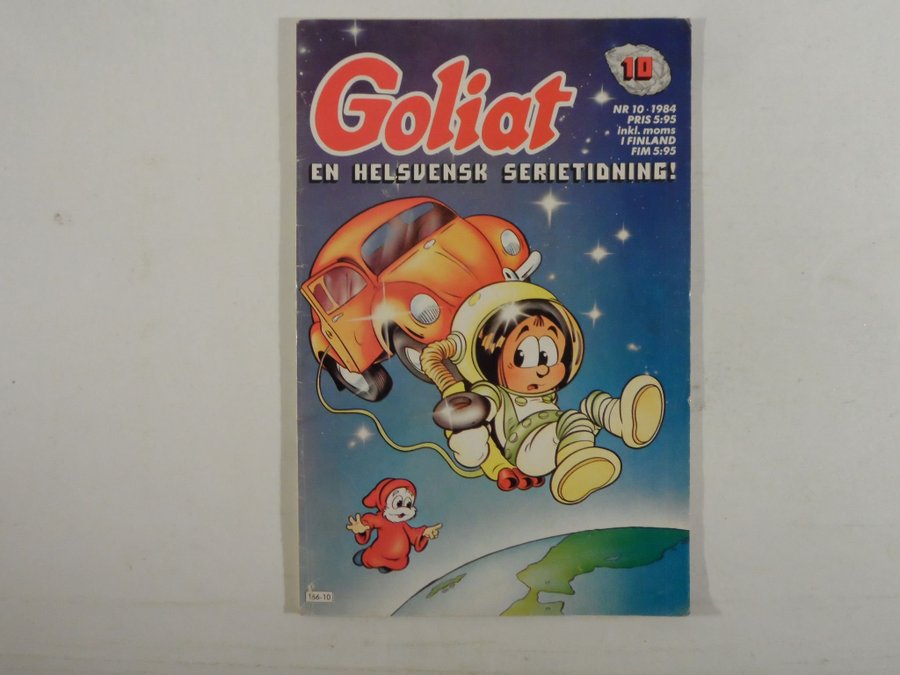 Goliat
EN HELSVENSK SERIETIDNING!
10
NR 10 · 1984
PRIS 5:95
inkl. moms
I FINLAND
FIM 5:95
166-10